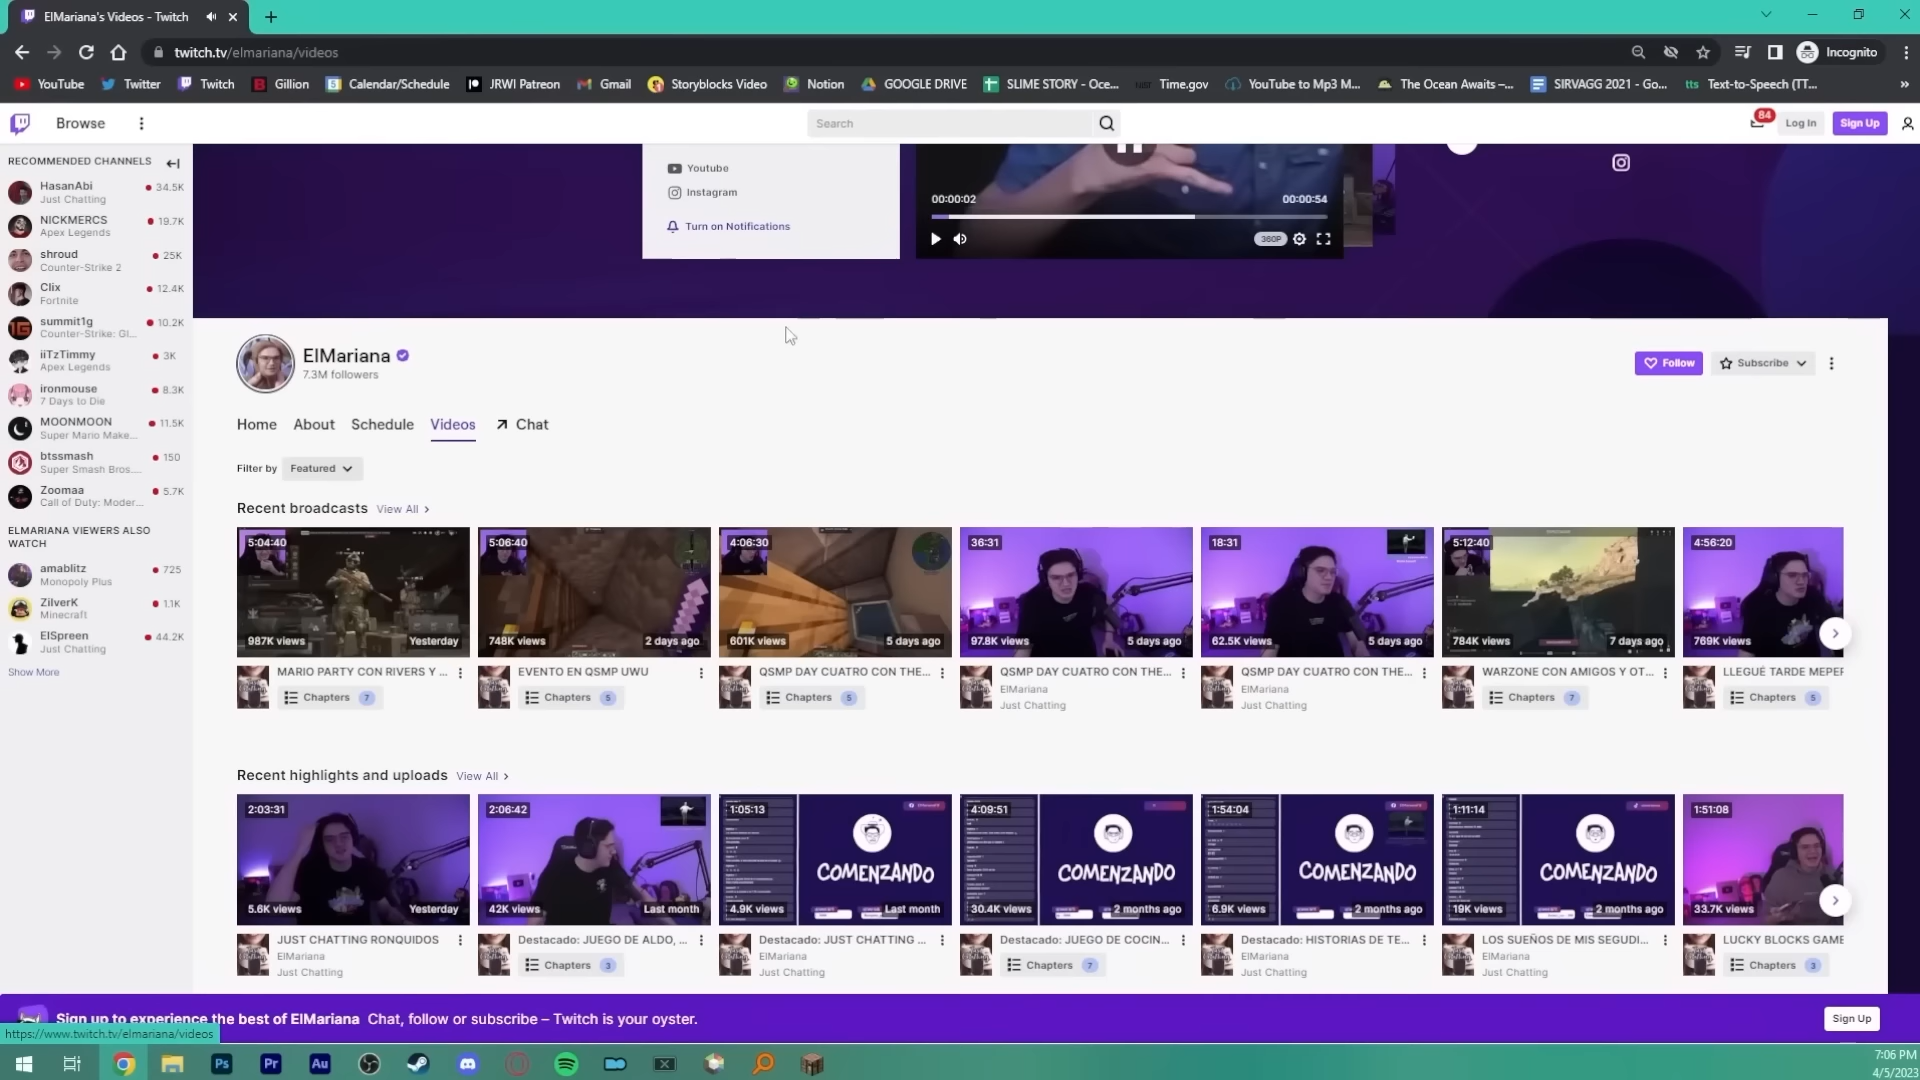 ElMariana's Videos - Twitch
twitch.tv/elmariana/videos
Incognito
YouTube Twitter Twitch Gillion Calendar/Schedule JRWI Patreon Gmail Storyblocks Video Notion GOOGLE DRIVE SLIME STORY - Oce... Time.gov YouTube to Mp3 M... The Ocean Awaits –... SIRVAGG 2021 - Go... tts Text-to-Speech (TT... »
Browse
Search
84
Log In
Sign Up
RECOMMENDED CHANNELS
HasanAbi 34.5K
Just Chatting
NICKMERCS 19.7K
Apex Legends
shroud 25K
Counter-Strike 2
Clix 12.4K
Fortnite
summit1g 10.2K
Counter-Strike: Gl...
iiTzTimmy 3K
Apex Legends
ironmouse 8.3K
7 Days to Die
MOONMOON 11.5K
Super Mario Make...
btssmash 150
Super Smash Bros....
Zoomaa 5.7K
Call of Duty: Moder...
ELMARIANA VIEWERS ALSO
WATCH
amablitz 725
Monopoly Plus
ZilverK 1.1K
Minecraft
ElSpreen 44.2K
Just Chatting
Show More
Youtube
Instagram
Turn on Notifications
00:00:02 00:00:54
360P
ElMariana
7.3M followers
Follow
Subscribe
Home About Schedule Videos Chat
Filter by Featured
Recent broadcasts View All
5:04:40
987K views Yesterday
MARIO PARTY CON RIVERS Y ...
Chapters 7
5:06:40
748K views 2 days ago
EVENTO EN QSMP UWU
Chapters 5
4:06:30
601K views 5 days ago
QSMP DAY CUATRO CON THE...
Chapters 5
36:31
97.8K views 5 days ago
QSMP DAY CUATRO CON THE...
ElMariana
Just Chatting
18:31
62.5K views 5 days ago
QSMP DAY CUATRO CON THE...
ElMariana
Just Chatting
5:12:40
784K views 7 days ago
WARZONE CON AMIGOS Y OT...
Chapters 7
4:56:20
769K views
LLEGUÉ TARDE MEPER
Chapters 5
Recent highlights and uploads View All
2:03:31
5.6K views Yesterday
JUST CHATTING RONQUIDOS
ElMariana
Just Chatting
2:06:42
42K views Last month
Destacado: JUEGO DE ALDO, ...
Chapters 3
1:05:13
COMENZANDO
4.9K views Last month
Destacado: JUST CHATTING ...
ElMariana
Just Chatting
4:09:51
COMENZANDO
30.4K views 2 months ago
Destacado: JUEGO DE COCIN...
Chapters 7
1:54:04
COMENZANDO
6.9K views 2 months ago
Destacado: HISTORIAS DE TE...
ElMariana
Just Chatting
1:11:14
COMENZANDO
19K views 2 months ago
LOS SUEÑOS DE MIS SEGUDI...
ElMariana
Just Chatting
1:51:08
33.7K views
LUCKY BLOCKS GAME
Chapters 3
Sign up to experience the best of ElMariana Chat, follow or subscribe – Twitch is your oyster.
Sign Up
https://www.twitch.tv/elmariana/videos
Ps
Pr
Au
7:06 PM
4/5/2023